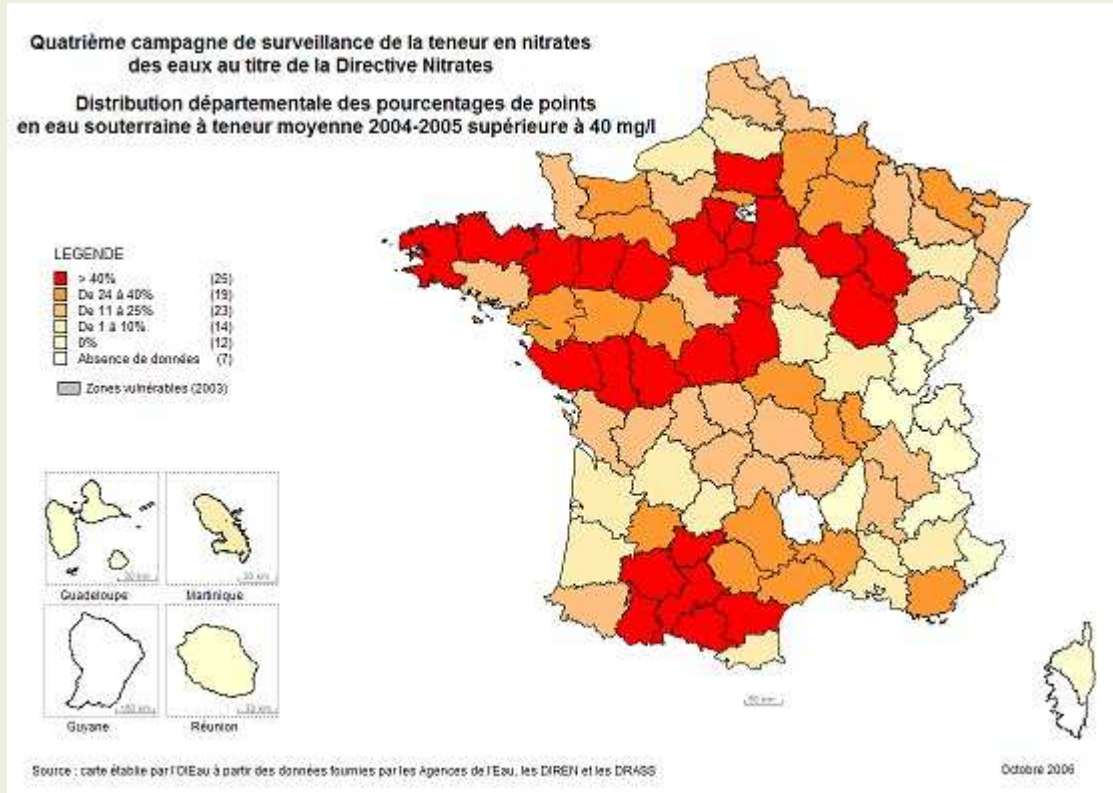 Quatrième campagne de surveillance de la teneur en nitrates
des eaux au titre de la Directive Nitrates
Distribution départementale des pourcentages de points
en eau souterraine à teneur moyenne 2004-2005 supérieure à 40 mg/l
LEGENDE
> 40% (25)
De 24 à 40% (19)
De 11 à 25% (23)
De 1 à 10% (14)
0% (12)
Absence de données (7)
Zones vulnérables (2003)
Guadeloupe
Martinique
Guyane
Réunion
50 km
Source : carte établie par l'OIEau à partir des données fournies par les Agences de l'Eau, les DIREN et les DRASS
Octobre 2006